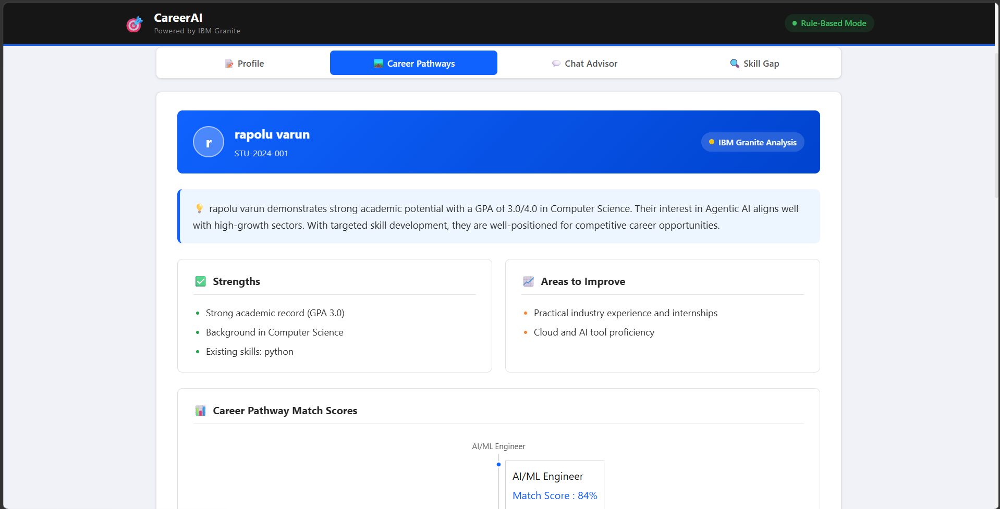 CareerAI
Powered by IBM Granite
Rule-Based Mode
Profile
Career Pathways
Chat Advisor
Skill Gap
r
rapolu varun
STU-2024-001
IBM Granite Analysis
rapolu varun demonstrates strong academic potential with a GPA of 3.0/4.0 in Computer Science. Their interest in Agentic AI aligns well
with high-growth sectors. With targeted skill development, they are well-positioned for competitive career opportunities.
Strengths
Strong academic record (GPA 3.0)
Background in Computer Science
Existing skills: python
Areas to Improve
Practical industry experience and internships
Cloud and AI tool proficiency
Career Pathway Match Scores
AI/ML Engineer
AI/ML Engineer
Match Score : 84%